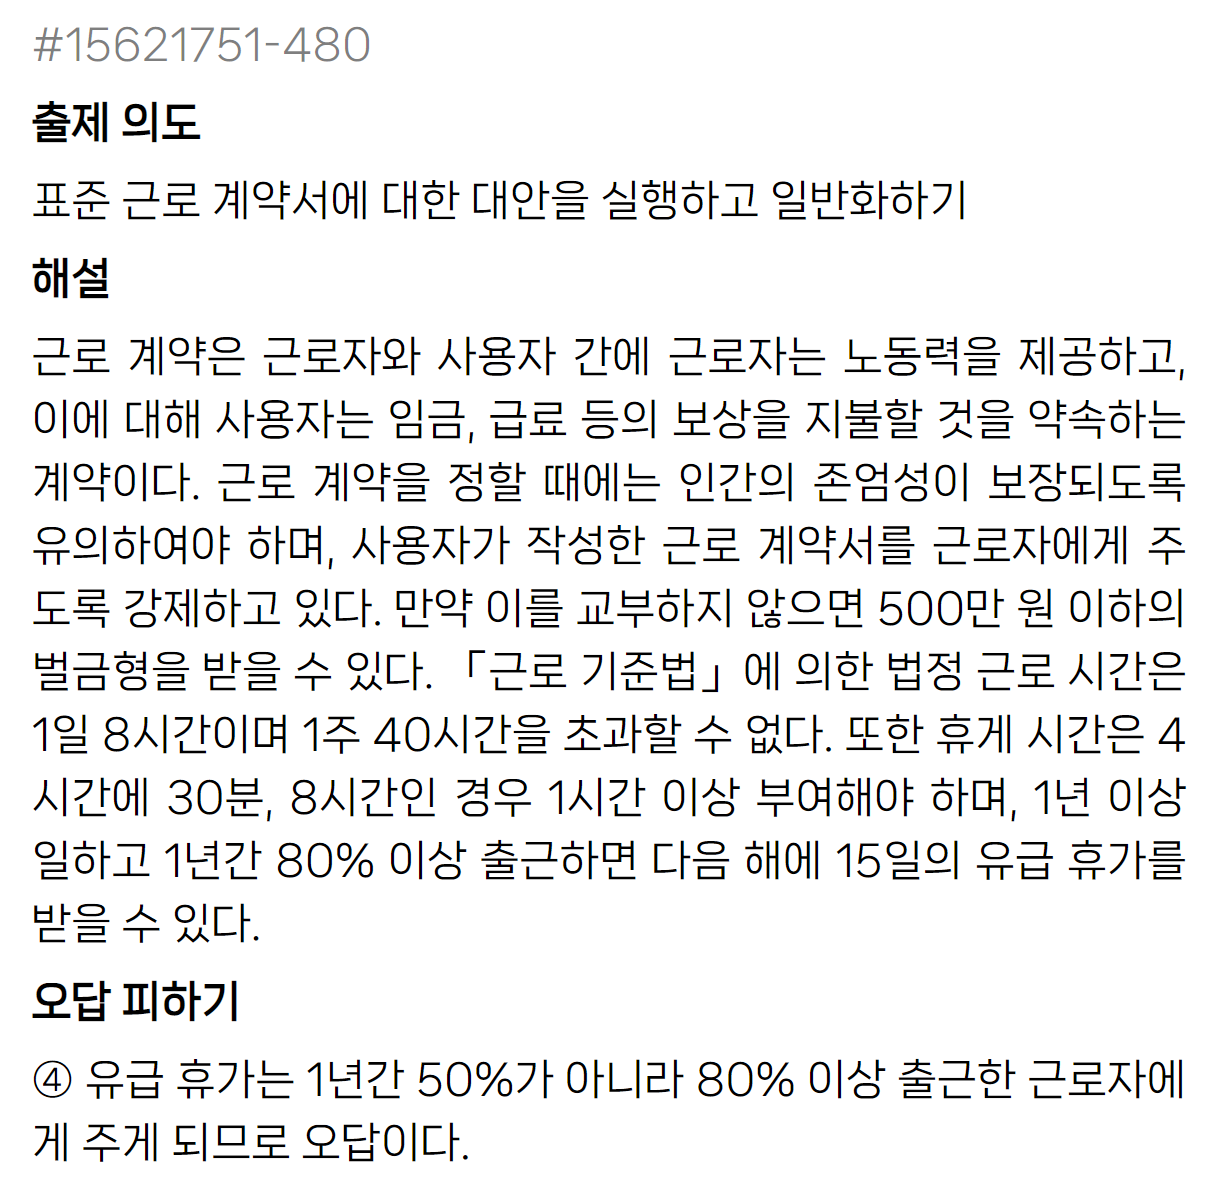 #15621751-480
출제 의도
표준 근로 계약서에 대한 대안을 실행하고 일반화하기
해설
근로 계약은 근로자와 사용자 간에 근로자는 노동력을 제공하고,
이에 대해 사용자는 임금, 급료 등의 보상을 지불할 것을 약속하는
계약이다. 근로 계약을 정할 때에는 인간의 존엄성이 보장되도록
유의하여야 하며, 사용자가 작성한 근로 계약서를 근로자에게 주
도록 강제하고 있다. 만약 이를 교부하지 않으면 500만 원 이하의
벌금형을 받을 수 있다. 「근로 기준법」에 의한 법정 근로 시간은
1일 8시간이며 1주 40시간을 초과할 수 없다. 또한 휴게 시간은 4
시간에 30분, 8시간인 경우 1시간 이상 부여해야 하며, 1년 이상
일하고 1년간 80% 이상 출근하면 다음 해에 15일의 유급 휴가를
받을 수 있다.
오답 피하기
④ 유급 휴가는 1년간 50%가 아니라 80% 이상 출근한 근로자에
게 주게 되므로 오답이다.